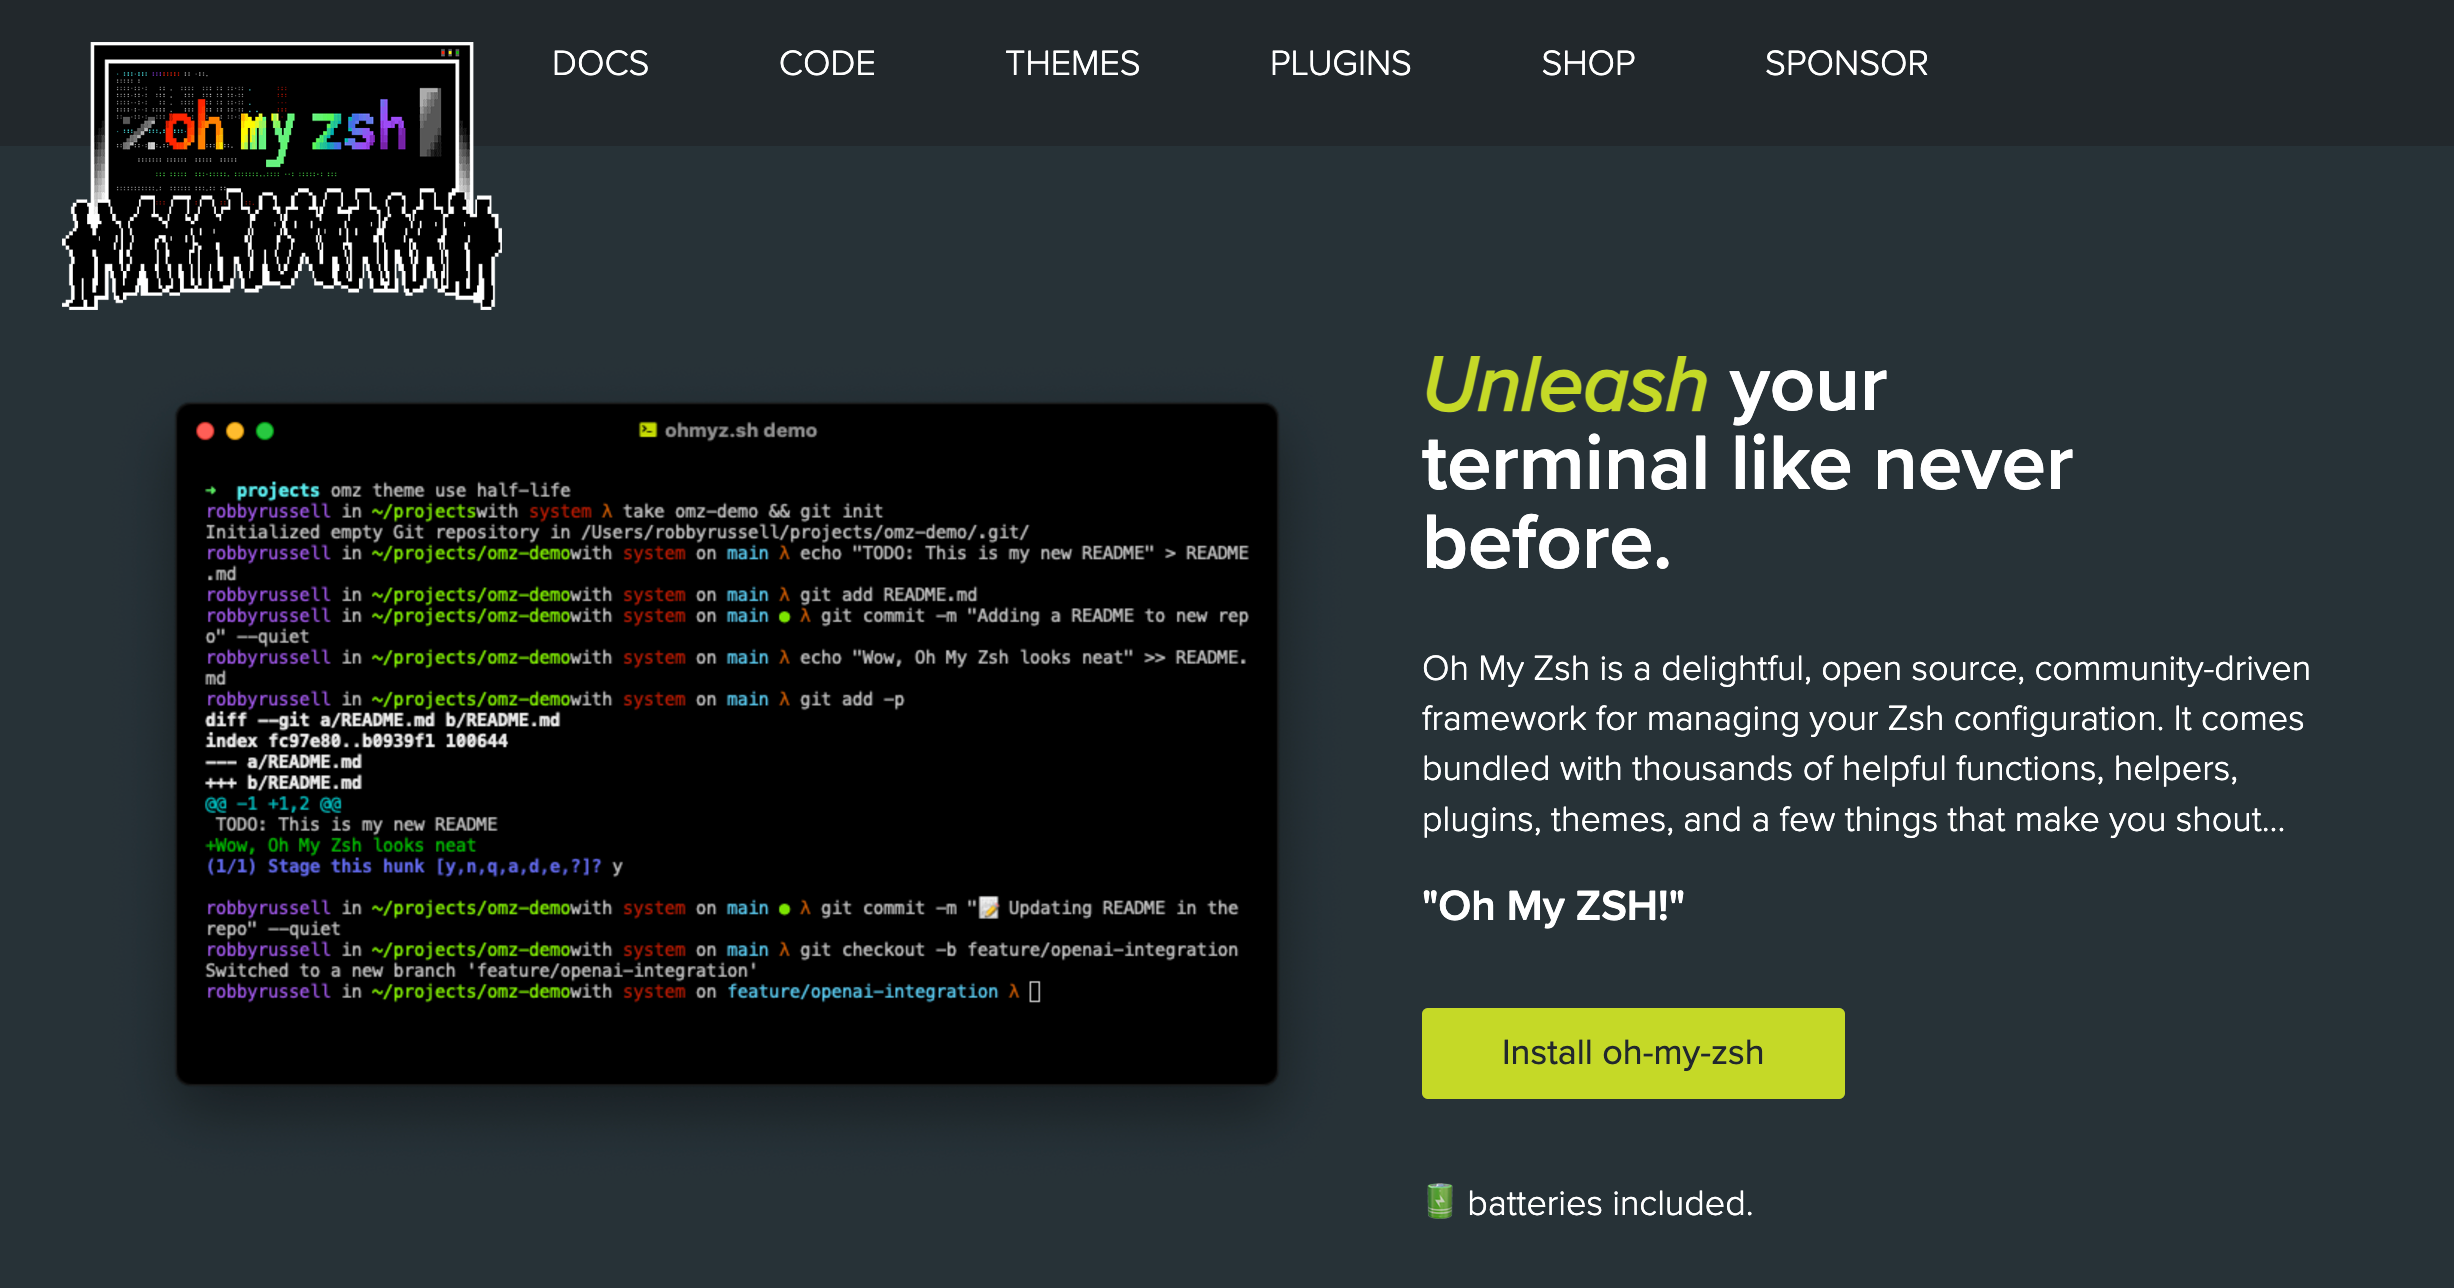 oh my zsh
DOCS
CODE
THEMES
PLUGINS
SHOP
SPONSOR
ohmyz.sh demo
➜  projects omz theme use half-life
robbyrussell in ~/projectswith system λ take omz-demo && git init
Initialized empty Git repository in /Users/robbyrussell/projects/omz-demo/.git/
robbyrussell in ~/projects/omz-demowith system on main λ echo "TODO: This is my new README" > README
.md
robbyrussell in ~/projects/omz-demowith system on main λ git add README.md
robbyrussell in ~/projects/omz-demowith system on main ● λ git commit -m "Adding a README to new rep
o" --quiet
robbyrussell in ~/projects/omz-demowith system on main λ echo "Wow, Oh My Zsh looks neat" >> README.
md
robbyrussell in ~/projects/omz-demowith system on main λ git add -p
diff --git a/README.md b/README.md
index fc97e80..b0939f1 100644
--- a/README.md
+++ b/README.md
@@ -1 +1,2 @@
 TODO: This is my new README
+Wow, Oh My Zsh looks neat
(1/1) Stage this hunk [y,n,q,a,d,e,?]? y
robbyrussell in ~/projects/omz-demowith system on main ● λ git commit -m "📝 Updating README in the
repo" --quiet
robbyrussell in ~/projects/omz-demowith system on main λ git checkout -b feature/openai-integration
Switched to a new branch 'feature/openai-integration'
robbyrussell in ~/projects/omz-demowith system on feature/openai-integration λ
Unleash your
terminal like never
before.
Oh My Zsh is a delightful, open source, community-driven
framework for managing your Zsh configuration. It comes
bundled with thousands of helpful functions, helpers,
plugins, themes, and a few things that make you shout...
"Oh My ZSH!"
Install oh-my-zsh
🔋 batteries included.